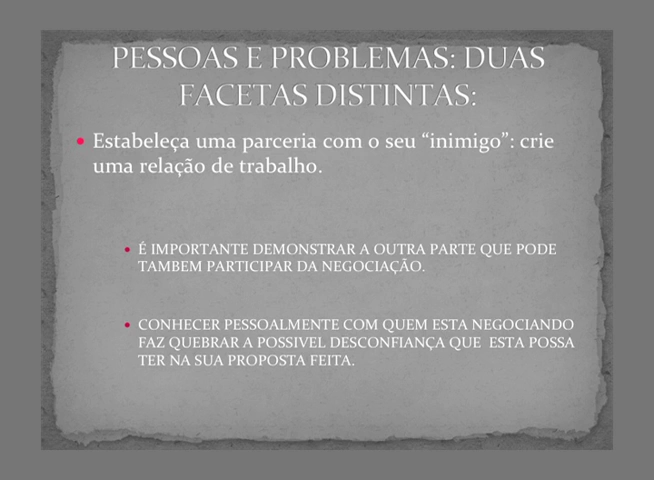 PESSOAS E PROBLEMAS: DUAS
FACETAS DISTINTAS:
Estabeleça uma parceria com o seu “inimigo”: crie
uma relação de trabalho.
É IMPORTANTE DEMONSTRAR A OUTRA PARTE QUE PODE
TAMBEM PARTICIPAR DA NEGOCIAÇÃO.
CONHECER PESSOALMENTE COM QUEM ESTA NEGOCIANDO
FAZ QUEBRAR A POSSIVEL DESCONFIANÇA QUE ESTA POSSA
TER NA SUA PROPOSTA FEITA.